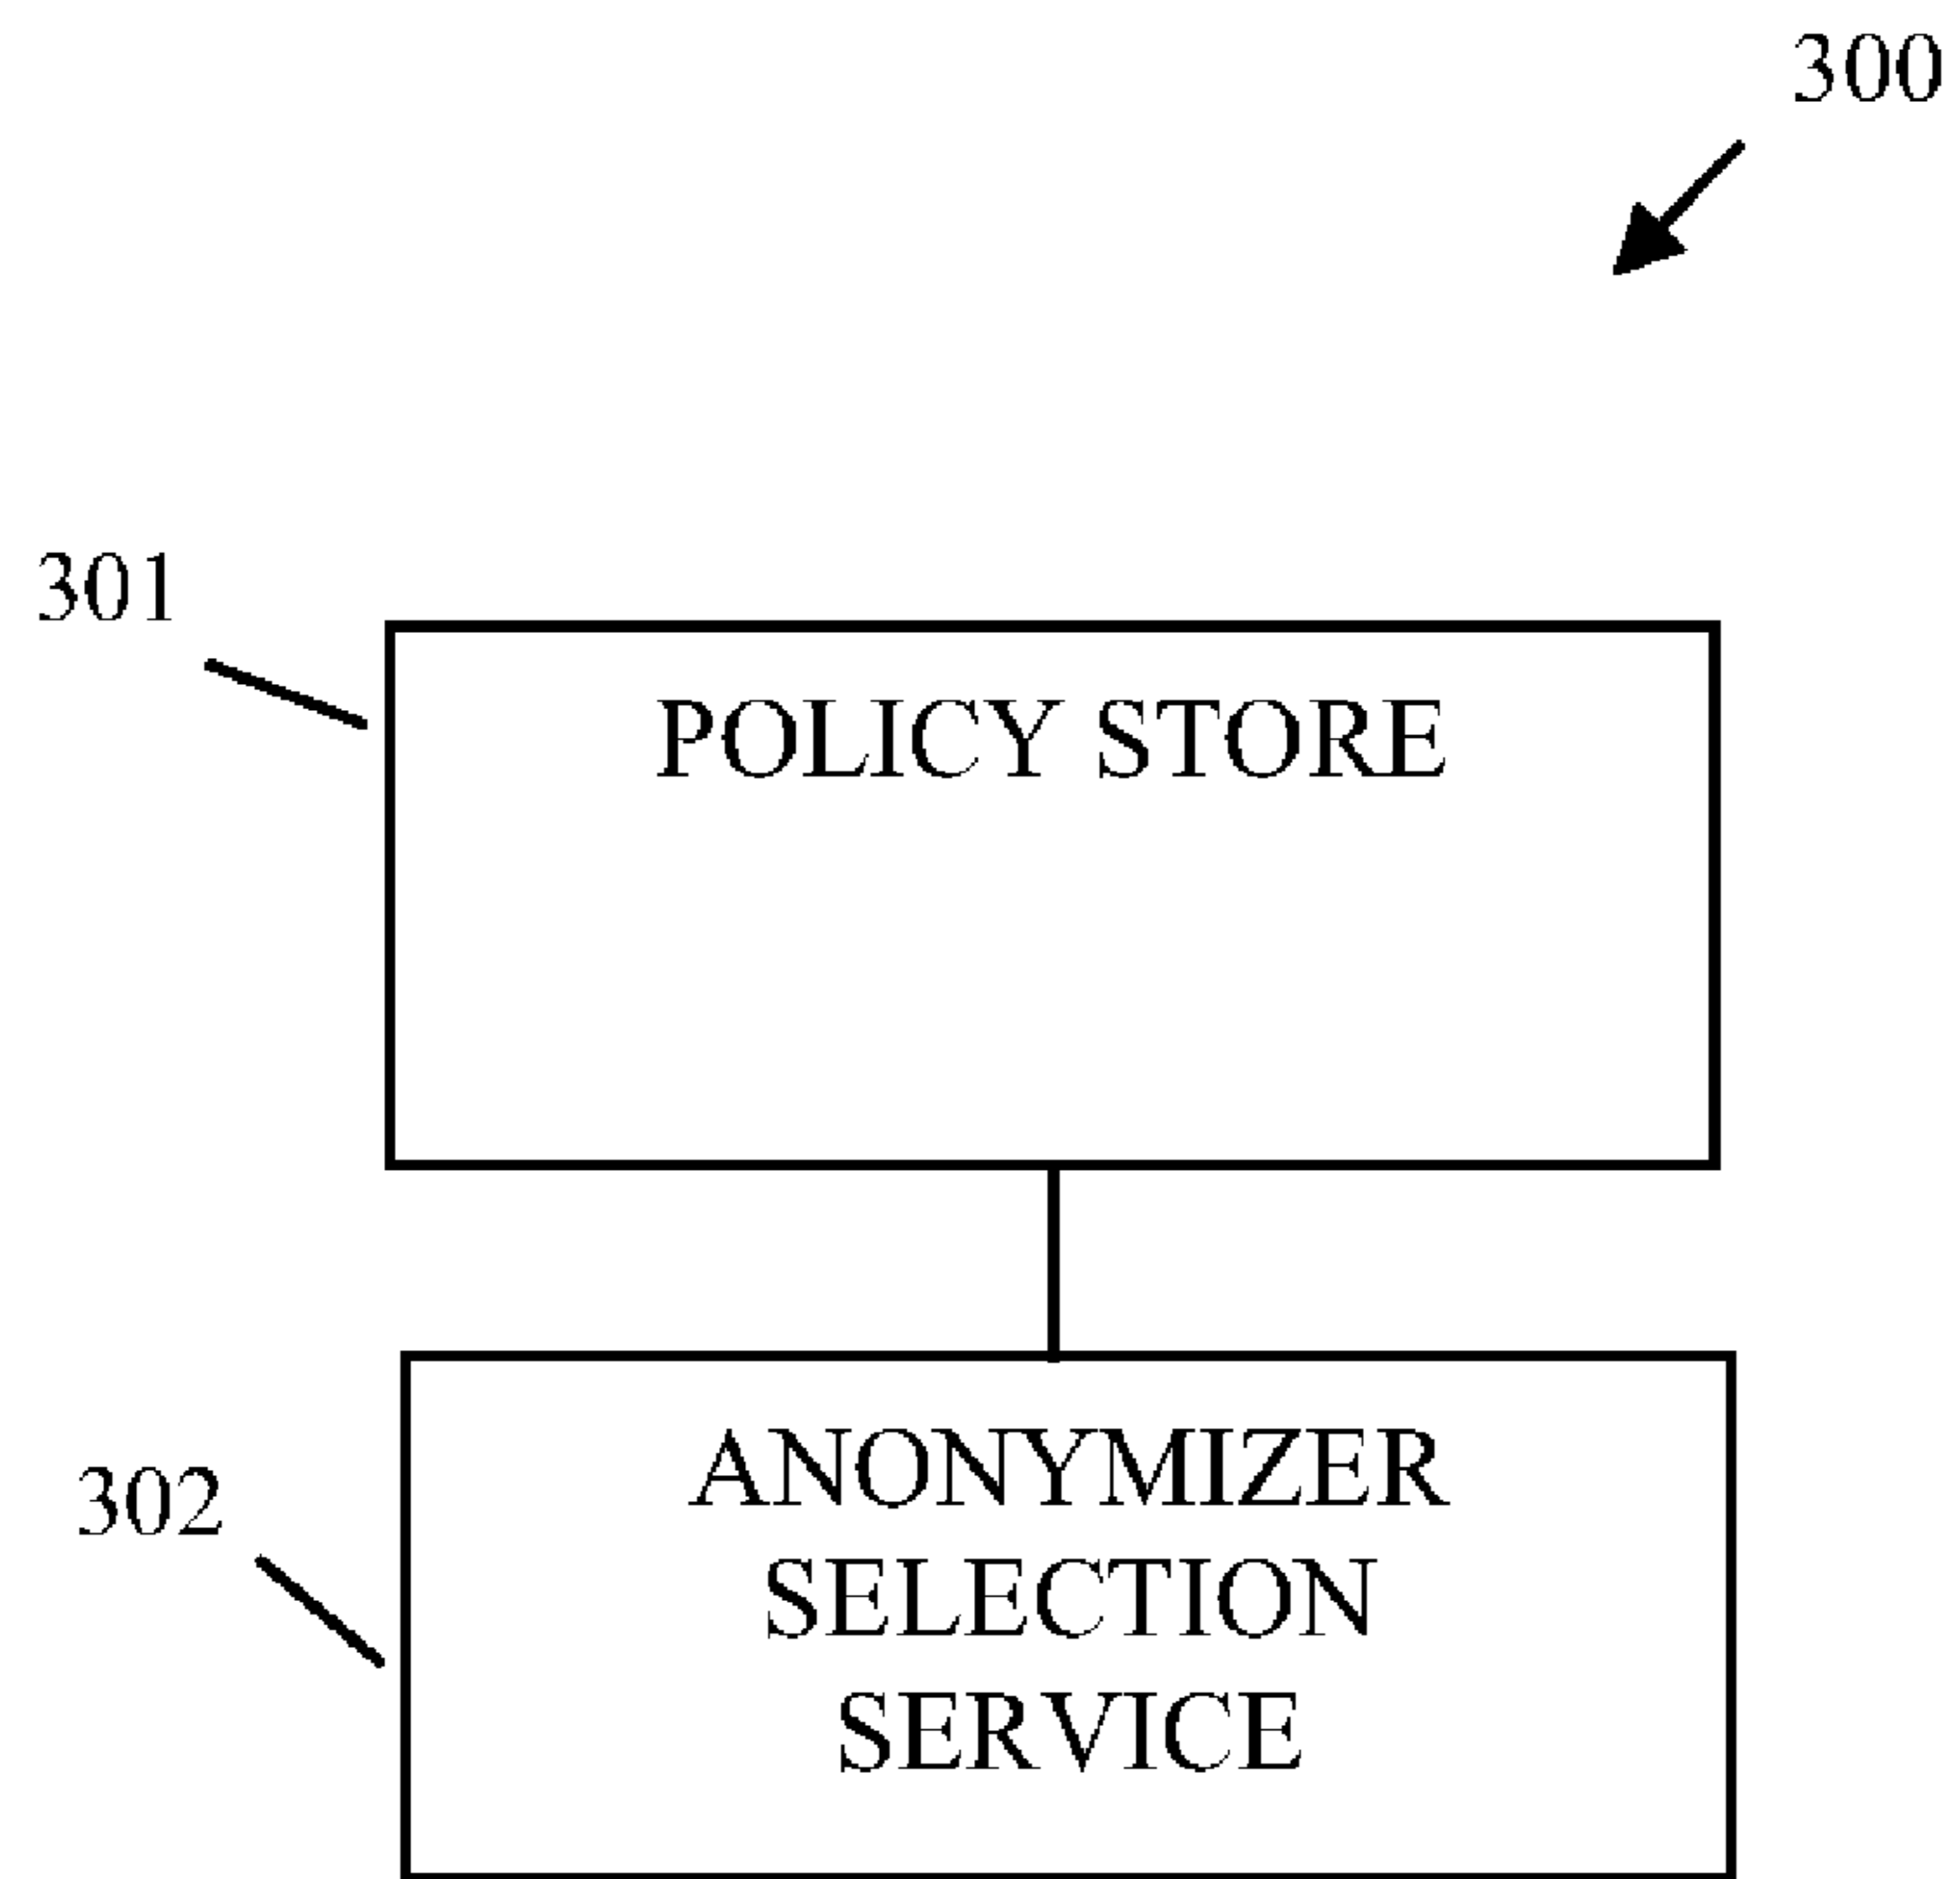 300
301
POLICY STORE
302
ANONYMIZER
SELECTION
SERVICE